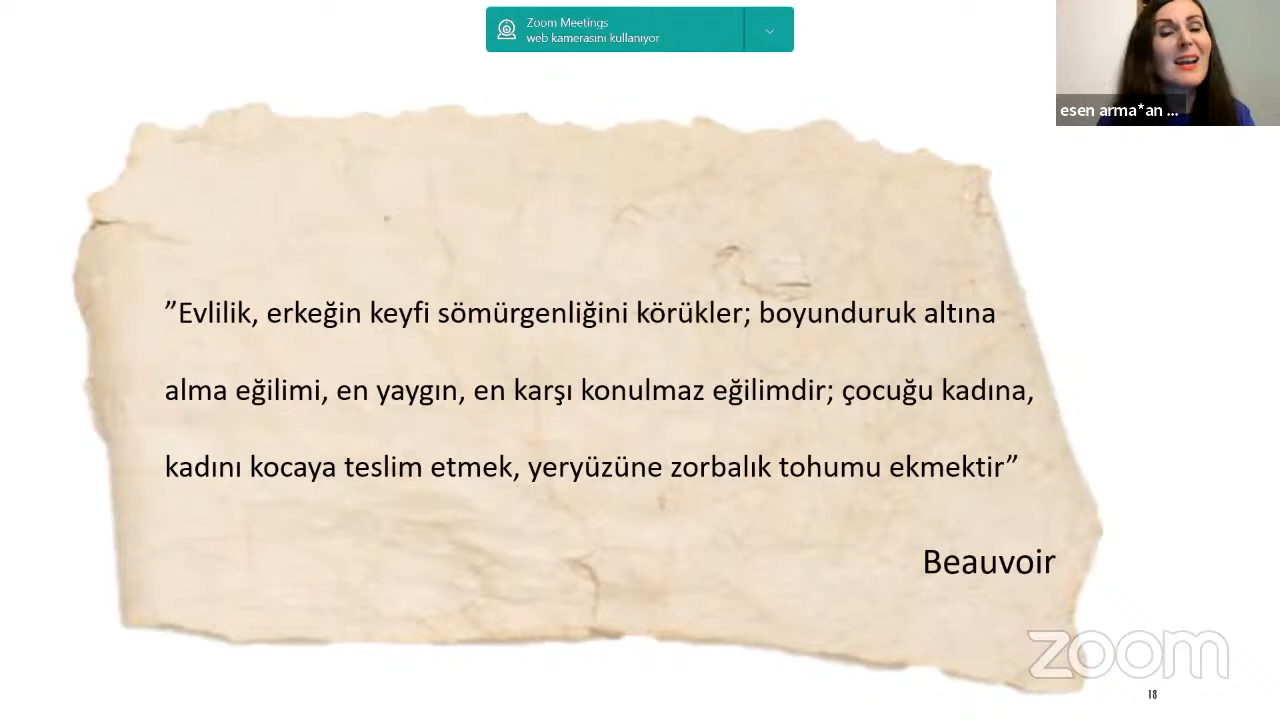 Zoom Meetings
web kamerasını kullanıyor
esen arma*an ...
”Evlilik, erkeğin keyfi sömürgenliğini körükler; boyunduruk altına
alma eğilimi, en yaygın, en karşı konulmaz eğilimdir; çocuğu kadına,
kadını kocaya teslim etmek, yeryüzüne zorbalık tohumu ekmektir”
Beauvoir
zoom
18